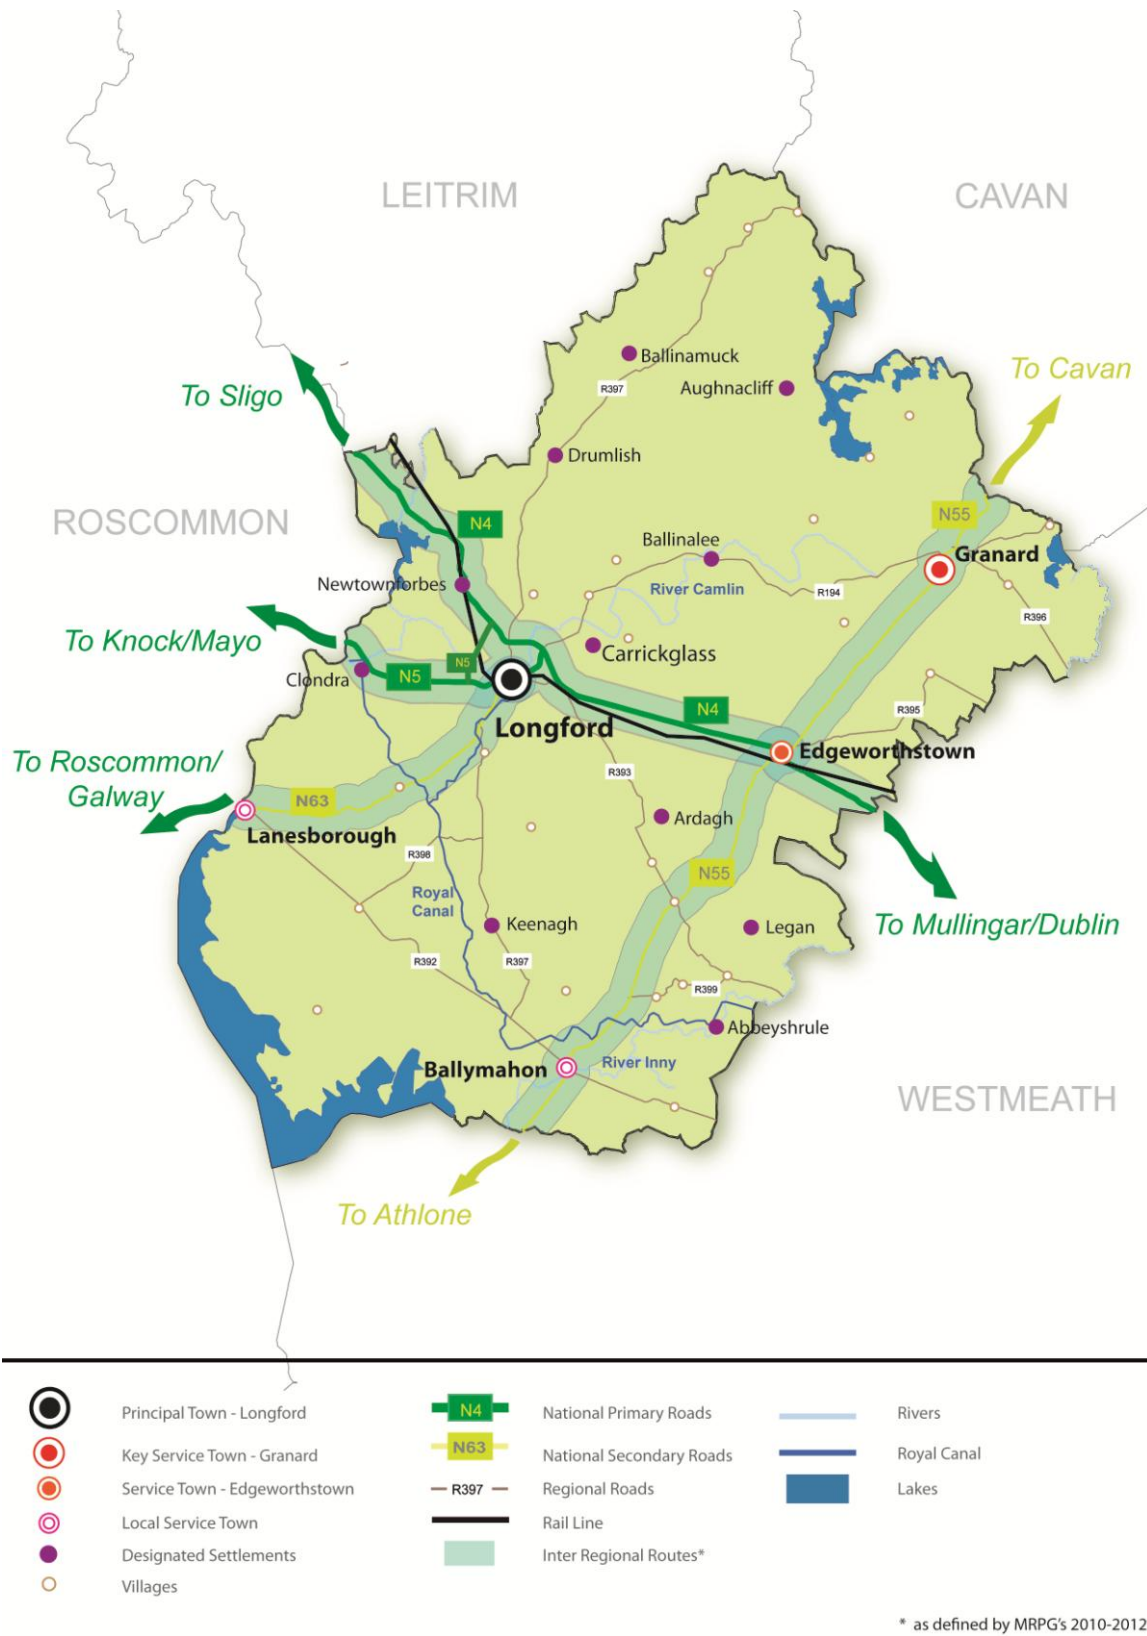 LEITRIM
CAVAN
Ballinamuck
To Cavan
To Sligo
R397
Aughnacliff
Drumlish
ROSCOMMON
N4
N55
Ballinalee
Granard
Newtownforbes
River Camlin
R194
R396
To Knock/Mayo
Carrickglass
N5
N5
Clondra
N4
R395
Longford
Edgeworthstown
To Roscommon/
Galway
R393
N63
Lanesborough
Ardagh
R398
N55
Royal
Canal
Keenagh
Legan
To Mullingar/Dublin
R392
R397
R399
Abbeyshrule
Ballymahon
River Inny
WESTMEATH
To Athlone
Principal Town - Longford
Key Service Town - Granard
Service Town - Edgeworthstown
Local Service Town
Designated Settlements
Villages
N4
National Primary Roads
N63
National Secondary Roads
R397
Regional Roads
Rail Line
Inter Regional Routes*
Rivers
Royal Canal
Lakes
* as defined by MRPG's 2010-2012